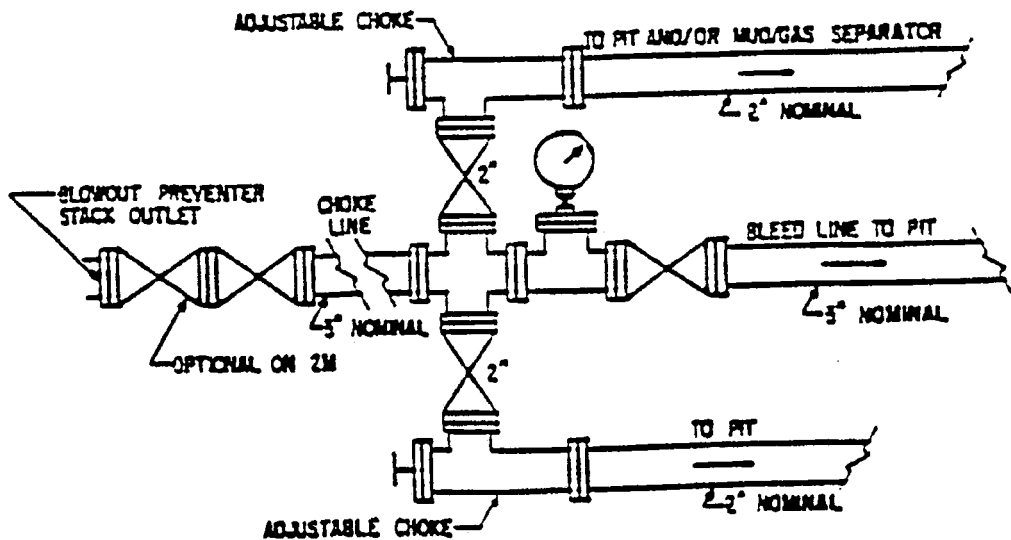 ADJUSTABLE CHOKE
TO PIT AND/OR MUD/GAS SEPARATOR
2" NOMINAL
2"
BLOWOUT PREVENTER
STACK OUTLET
CHOKE
LINE
BLEED LINE TO PIT
3" NOMINAL
3" NOMINAL
OPTIONAL ON 2M
2"
TO PIT
2" NOMINAL
ADJUSTABLE CHOKE